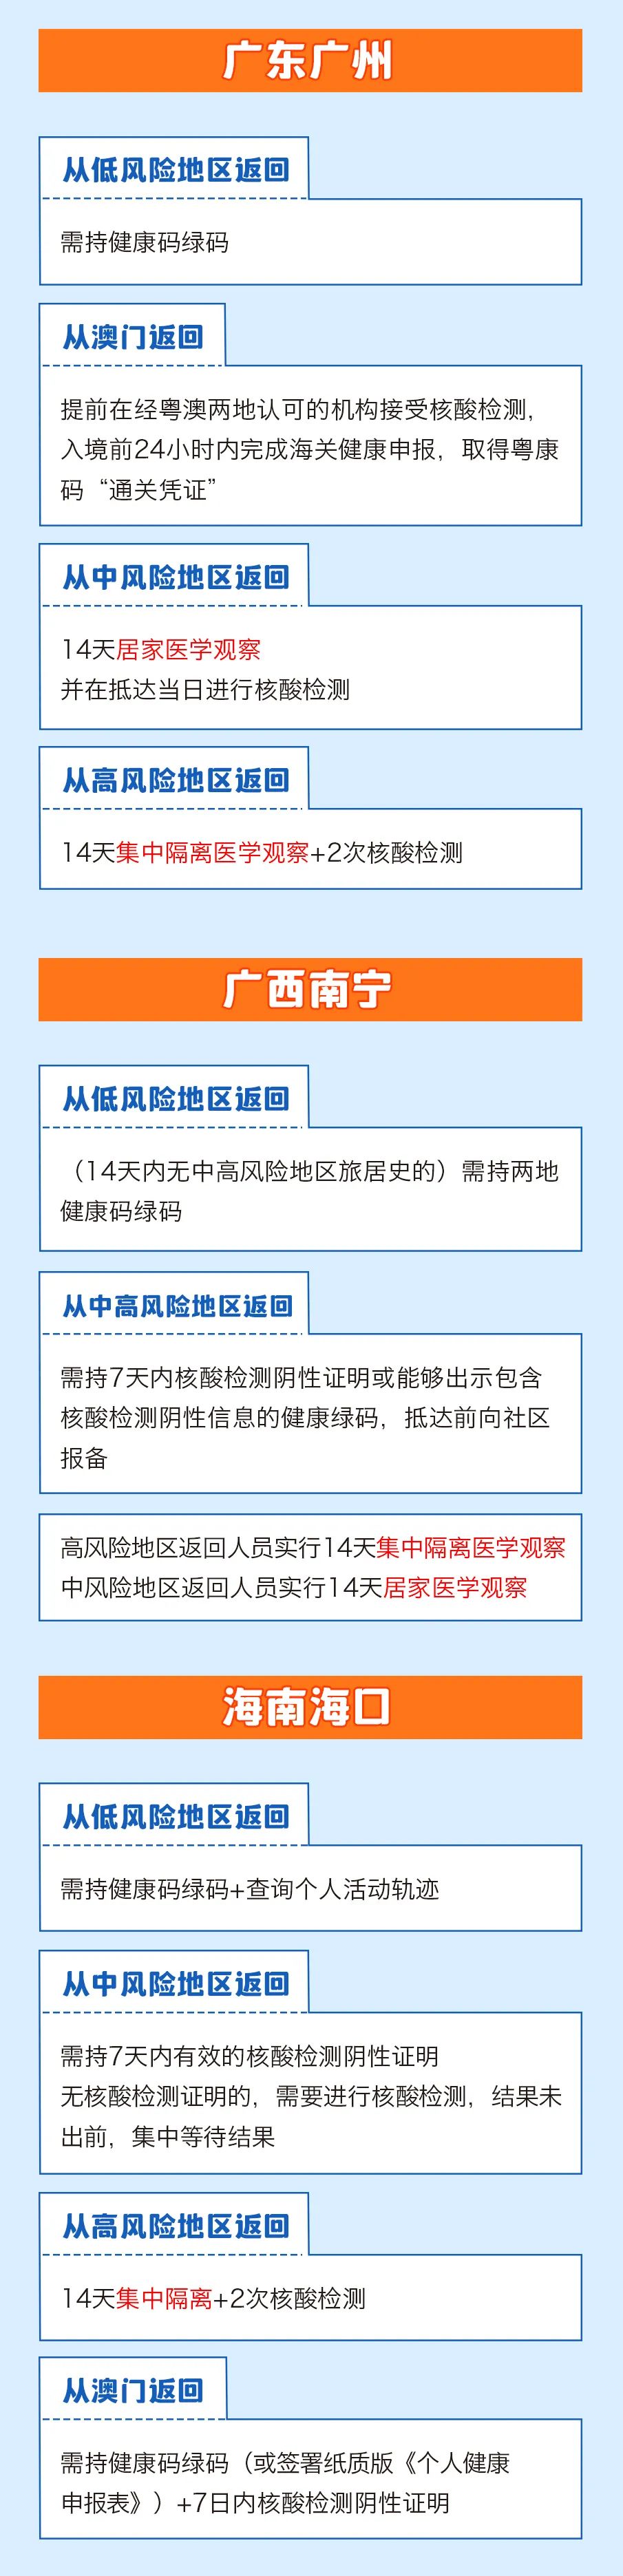 广东广州
从低风险地区返回
需持健康码绿码
从澳门返回
提前在经粤澳两地认可的机构接受核酸检测，
入境前24小时内完成海关健康申报，取得粤康
码“通关凭证”
从中风险地区返回
14天居家医学观察
并在抵达当日进行核酸检测
从高风险地区返回
14天集中隔离医学观察+2次核酸检测
广西南宁
从低风险地区返回
（14天内无中高风险地区旅居史的）需持两地
健康码绿码
从中高风险地区返回
需持7天内核酸检测阴性证明或能够出示包含
核酸检测阴性信息的健康绿码，抵达前向社区
报备
高风险地区返回人员实行14天集中隔离医学观察
中风险地区返回人员实行14天居家医学观察
海南海口
从低风险地区返回
需持健康码绿码+查询个人活动轨迹
从中风险地区返回
需持7天内有效的核酸检测阴性证明
无核酸检测证明的，需要进行核酸检测，结果未
出前，集中等待结果
从高风险地区返回
14天集中隔离+2次核酸检测
从澳门返回
需持健康码绿码（或签署纸质版《个人健康
申报表》）+7日内核酸检测阴性证明